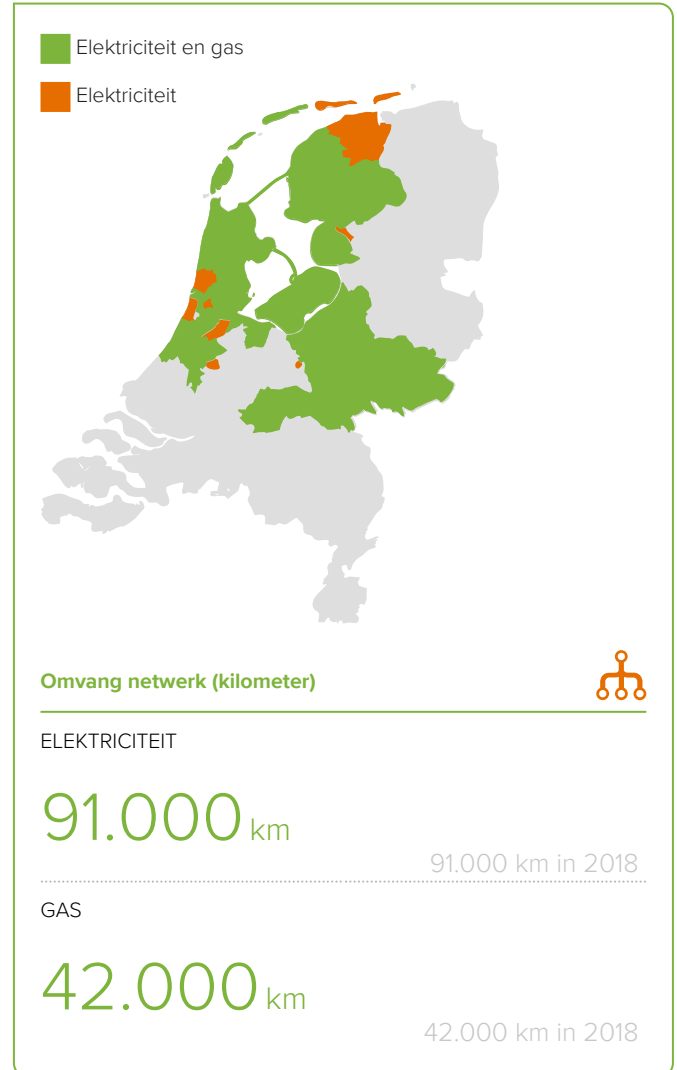 Elektriciteit en gas
Elektriciteit
Omvang netwerk (kilometer)
ELEKTRICITEIT
91.000 km
91.000 km in 2018
GAS
42.000 km
42.000 km in 2018